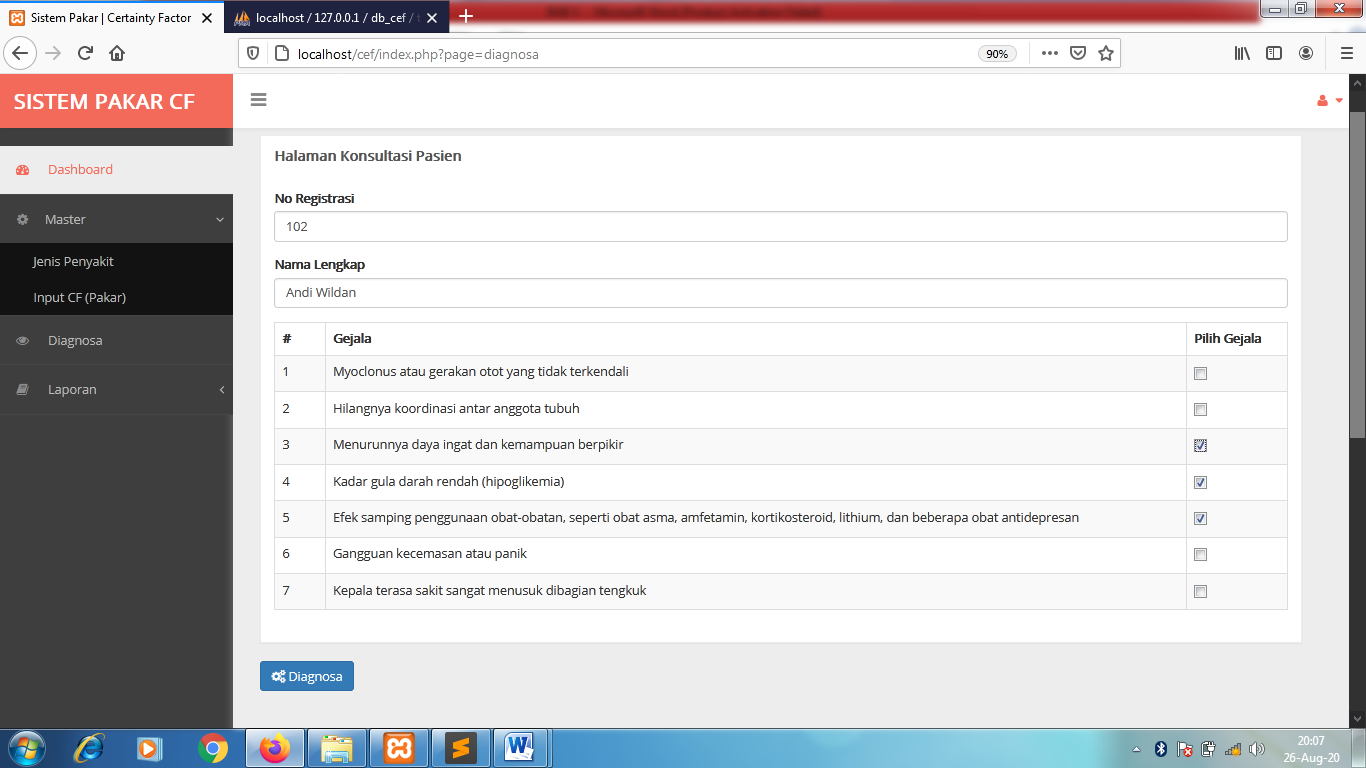 Sistem Pakar | Certainty Factor
localhost / 127.0.0.1 / db_cef /
localhost/cef/index.php?page=diagnosa
90%
SISTEM PAKAR CF
Dashboard
Master
Jenis Penyakit
Input CF (Pakar)
Diagnosa
Laporan
Halaman Konsultasi Pasien
No Registrasi
102
Nama Lengkap
Andi Wildan
# Gejala Pilih Gejala
1 Myoclonus atau gerakan otot yang tidak terkendali
2 Hilangnya koordinasi antar anggota tubuh
3 Menurunnya daya ingat dan kemampuan berpikir
4 Kadar gula darah rendah (hipoglikemia)
5 Efek samping penggunaan obat-obatan, seperti obat asma, amfetamin, kortikosteroid, lithium, dan beberapa obat antidepresan
6 Gangguan kecemasan atau panik
7 Kepala terasa sakit sangat menusuk dibagian tengkuk
Diagnosa
20:07
26-Aug-20